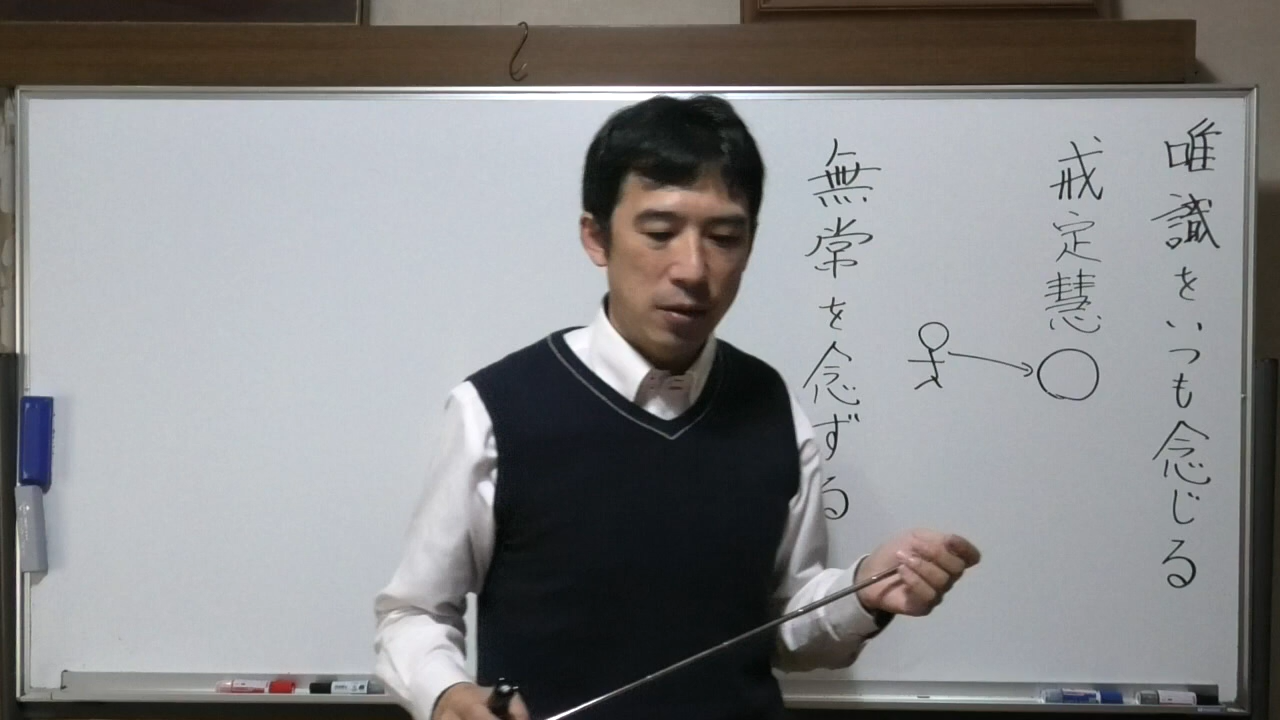 唯識をいつも念じる
戒定慧
無常を念ずる